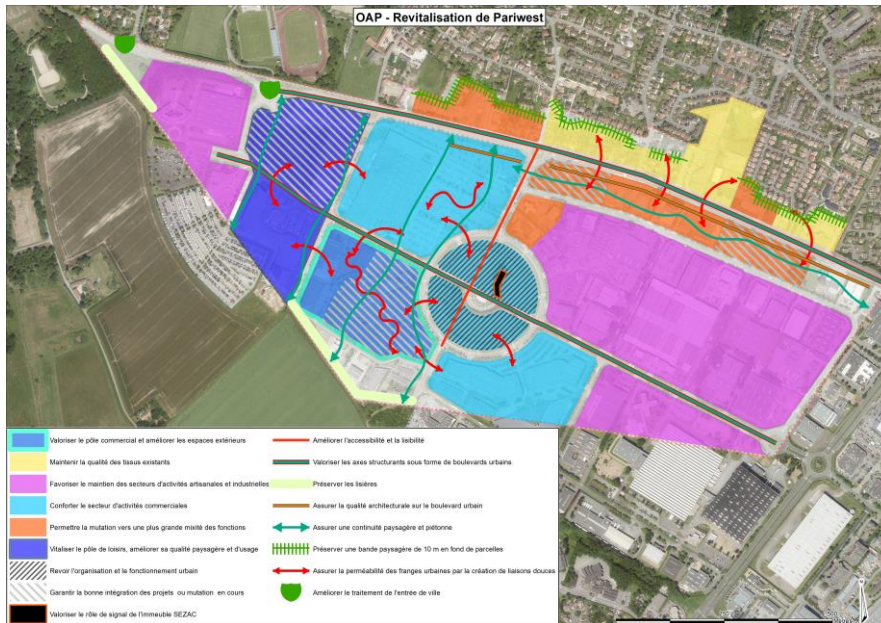 OAP - Revitalisation de Pariwest
Valoriser le pôle commercial et améliorer les espaces extérieurs
Maintenir la qualité des tissus existants
Favoriser le maintien des secteurs d'activités artisanales et industrielles
Conforter le secteur d'activités commerciales
Permettre la mutation vers une plus grande mixité des fonctions
Vitaliser le pôle de loisirs, améliorer sa qualité paysagère et d'usage
Revoir l'organisation et le fonctionnement urbain
Garantir la bonne intégration des projets ou mutation en cours
Valoriser le rôle de signal de l'immeuble SEZAC
Améliorer l'accessibilité et la lisibilité
Valoriser les axes structurants sous forme de boulevards urbains
Préserver les lisières
Assurer la qualité architecturale sur le boulevard urbain
Assurer une continuité paysagère et piétonne
Préserver une bande paysagère de 10 m en fond de parcelles
Assurer la perméabilité des franges urbaines par la création de liaisons douces
Améliorer le traitement de l'entrée de ville